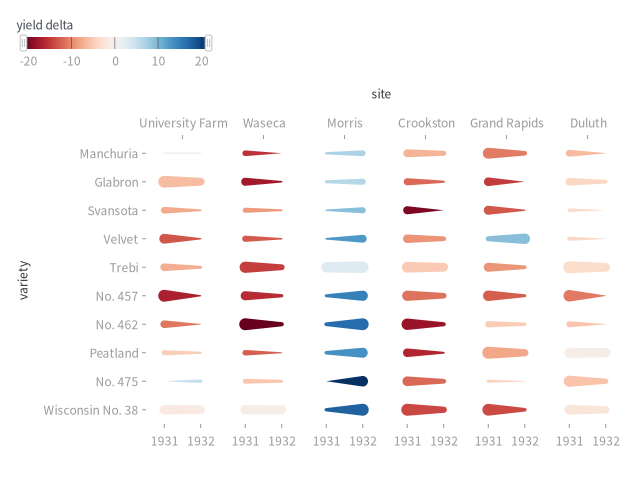 yield delta
-20 -10 0 10 20
site
University Farm Waseca Morris Crookston Grand Rapids Duluth
variety
Manchuria
Glabron
Svansota
Velvet
Trebi
No. 457
No. 462
Peatland
No. 475
Wisconsin No. 38
1931 1932 1931 1932 1931 1932 1931 1932 1931 1932 1931 1932